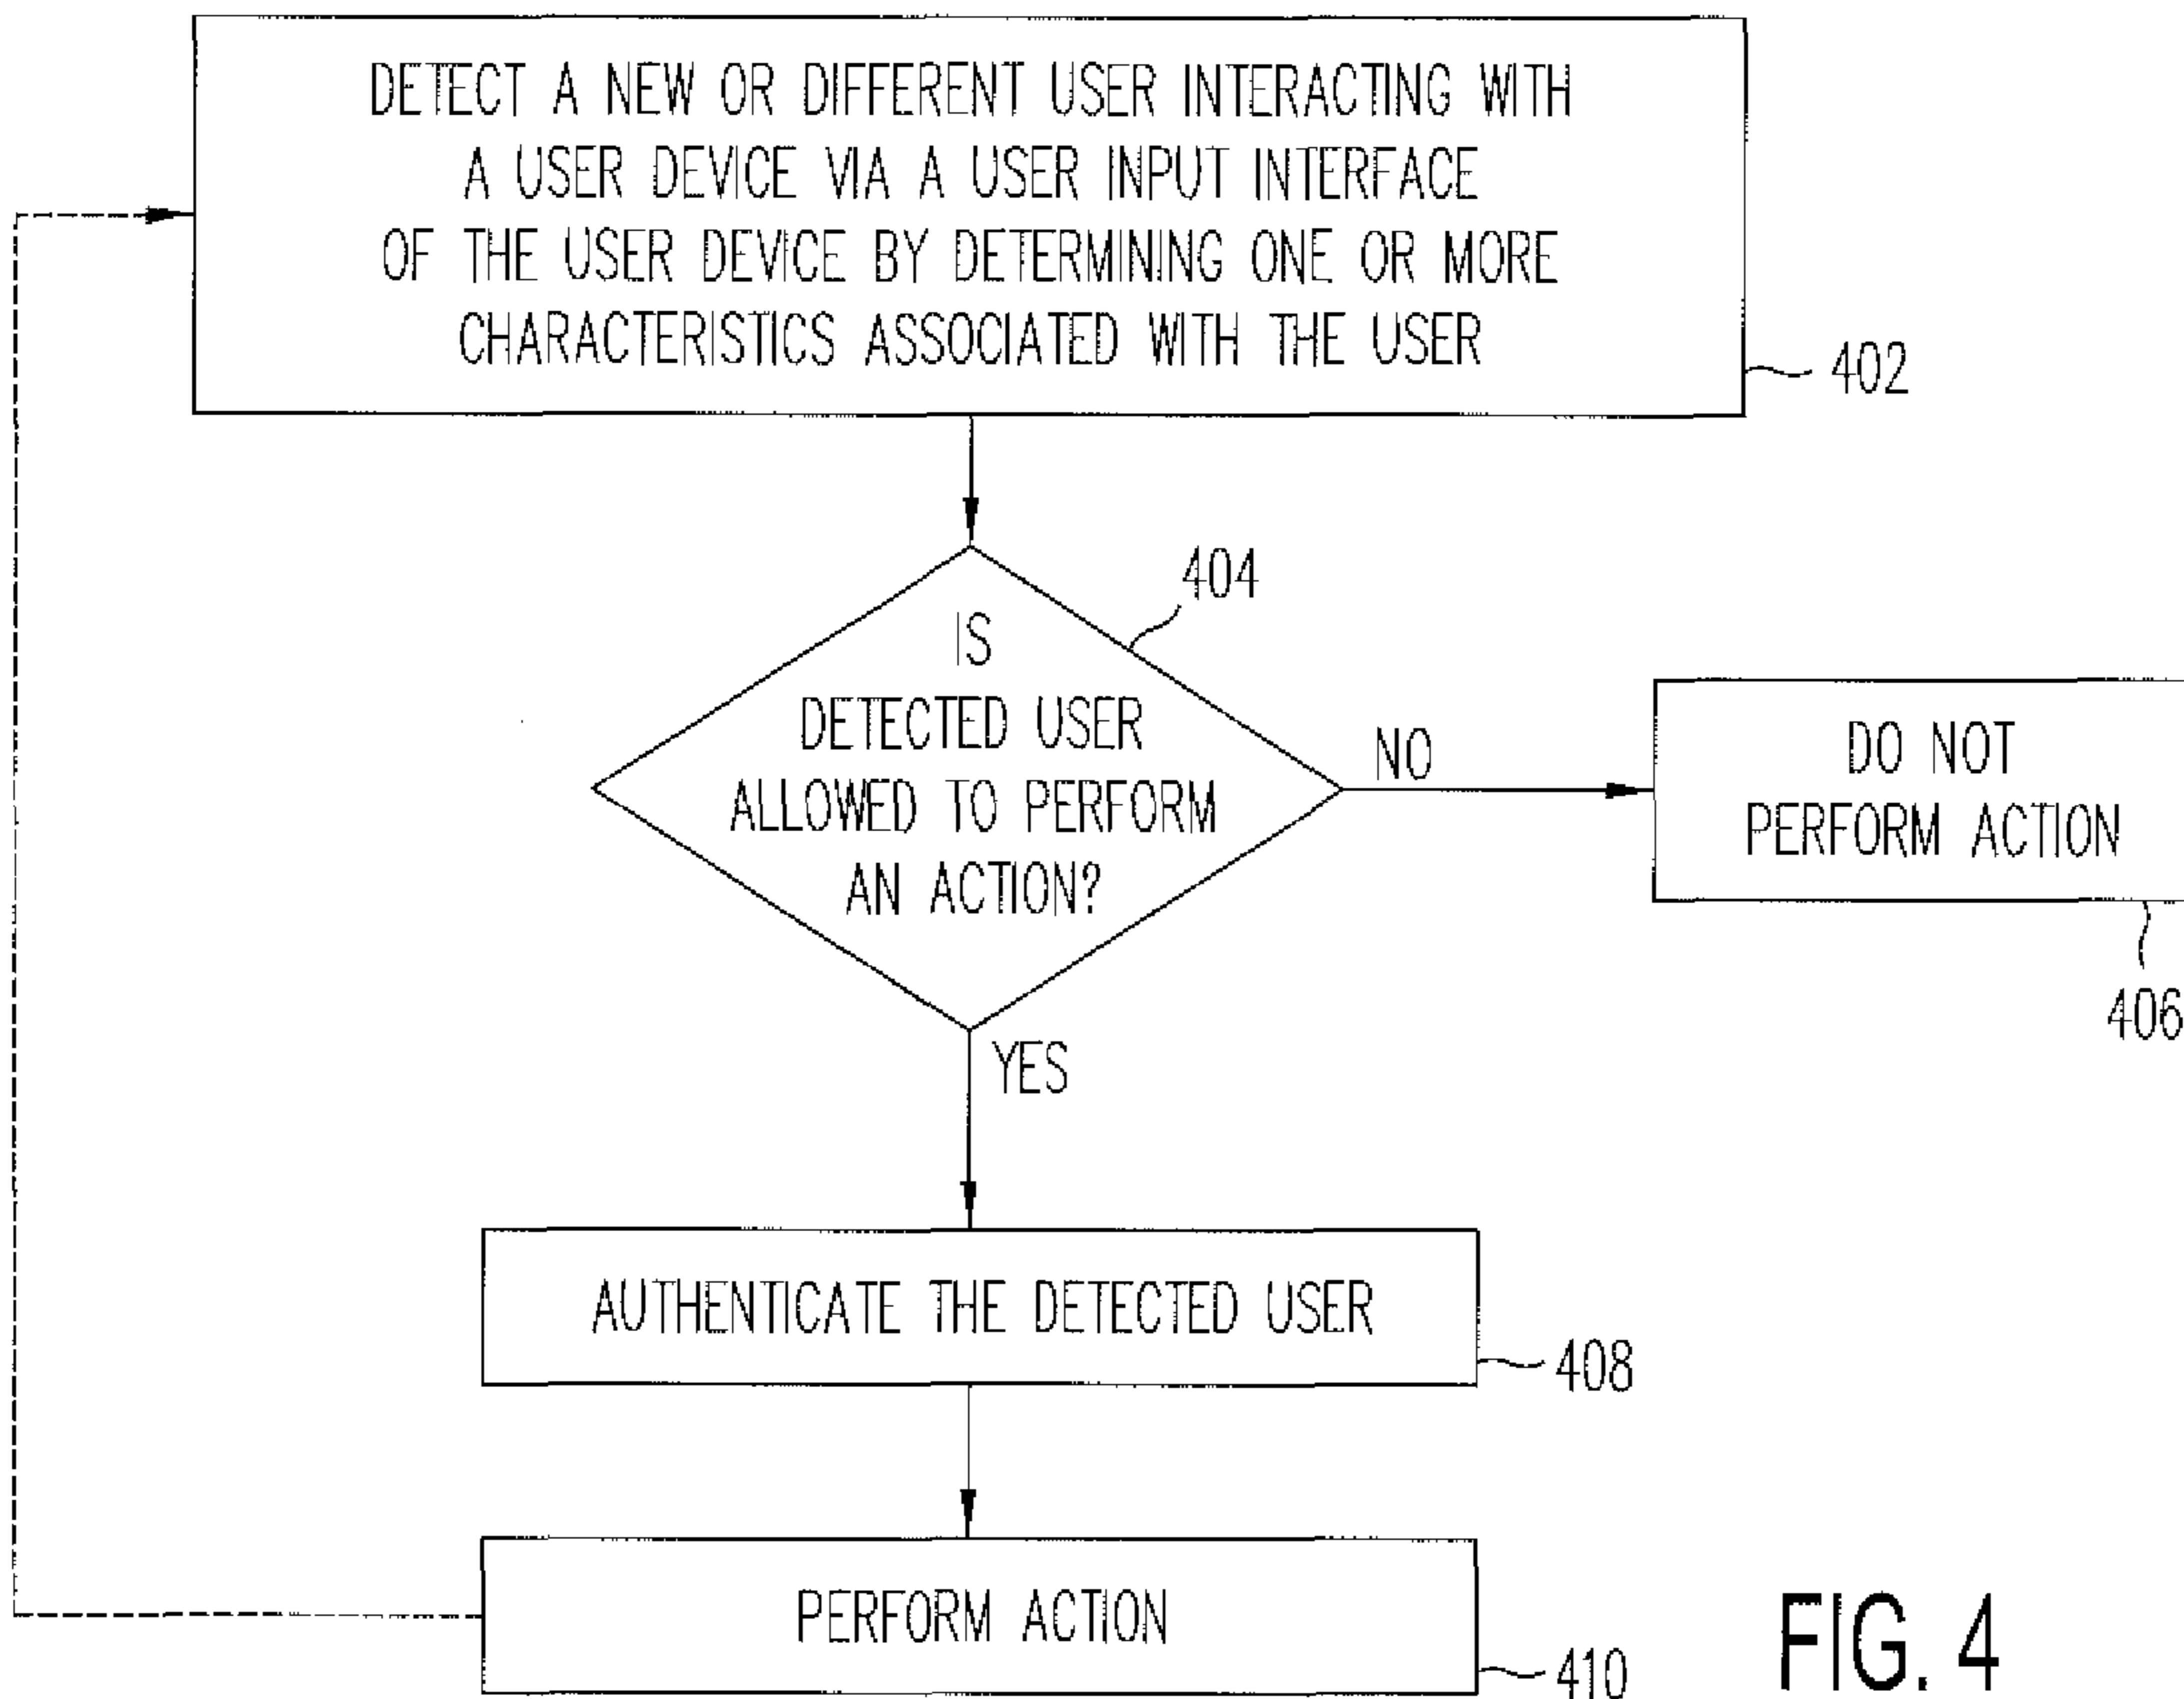 DETECT A NEW OR DIFFERENT USER INTERACTING WITH
A USER DEVICE VIA A USER INPUT INTERFACE
OF THE USER DEVICE BY DETERMINING ONE OR MORE
CHARACTERISTICS ASSOCIATED WITH THE USER
402
404
IS
DETECTED USER
ALLOWED TO PERFORM
AN ACTION?
NO
DO NOT
PERFORM ACTION
406
YES
AUTHENTICATE THE DETECTED USER
408
PERFORM ACTION
410
FIG. 4